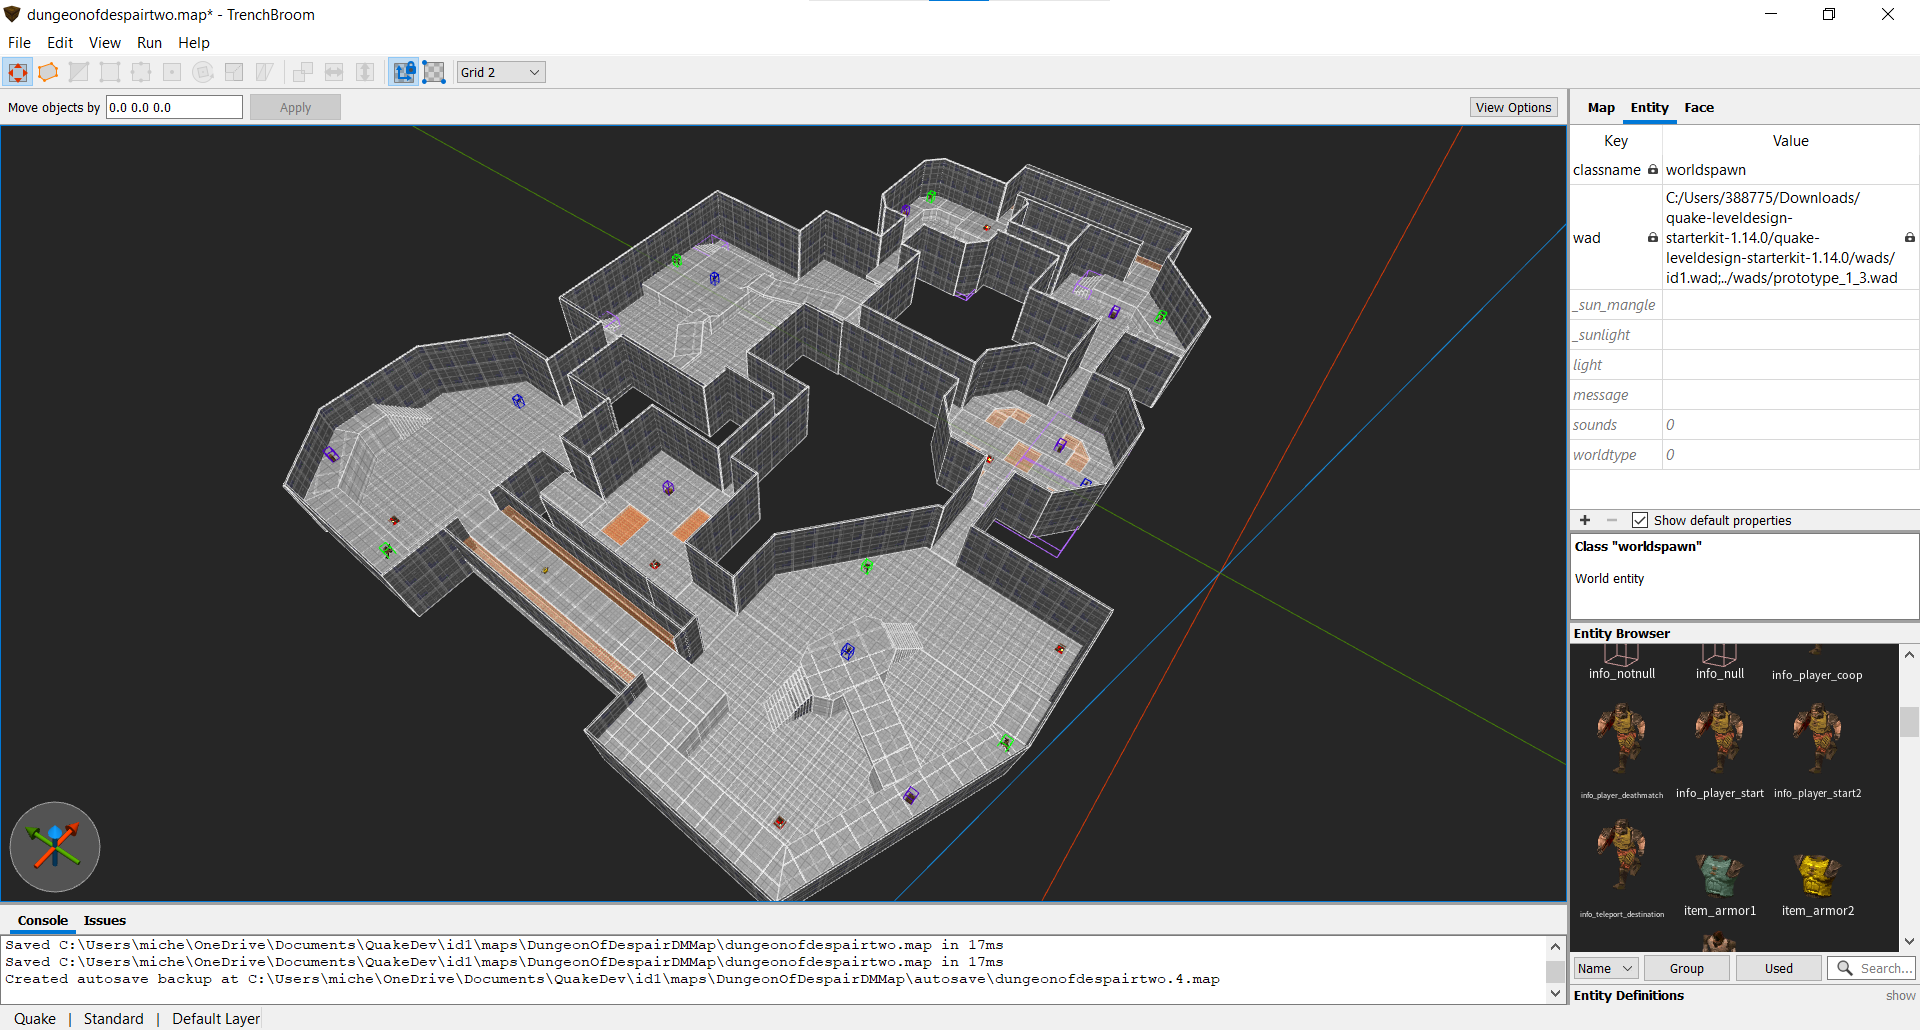 dungeonofdespairtwo.map* - TrenchBroom
File Edit View Run Help
Grid 2
Move objects by 0.0 0.0 0.0 Apply
View Options
Map Entity Face
Key Value
classname worldspawn
wad C:/Users/388775/Downloads/
quake-leveldesign-
starterkit-1.14.0/quake-
leveldesign-starterkit-1.14.0/wads/
id1.wad;../wads/prototype_1_3.wad
_sun_mangle
_sunlight
light
message
sounds 0
worldtype 0
Show default properties
Class "worldspawn"
World entity
Entity Browser
info_notnull info_null info_player_coop
info_player_deathmatch info_player_start info_player_start2
info_teleport_destination item_armor1 item_armor2
Name Group Used Search...
Entity Definitions show
Console Issues
Saved C:\Users\miche\OneDrive\Documents\QuakeDev\id1\maps\DungeonOfDespairDMMap\dungeonofdespairtwo.map in 17ms
Saved C:\Users\miche\OneDrive\Documents\QuakeDev\id1\maps\DungeonOfDespairDMMap\dungeonofdespairtwo.map in 17ms
Created autosave backup at C:\Users\miche\OneDrive\Documents\QuakeDev\id1\maps\DungeonOfDespairDMMap\autosave\dungeonofdespairtwo.4.map
Quake | Standard | Default Layer